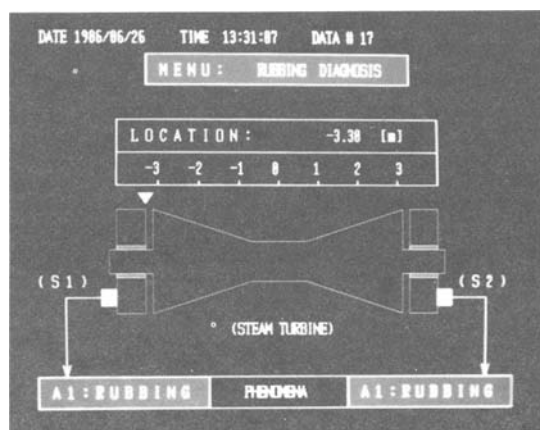 DATE 1986/06/26 TIME 13:31:07 DATA # 17
MENU: RUBBING DIAGNOSIS
LOCATION: -3.38 [m]
-3 -2 -1 0 1 2 3
(S1) (S2)
(STEAM TURBINE)
A1:RUBBING PHENOMENA A1:RUBBING